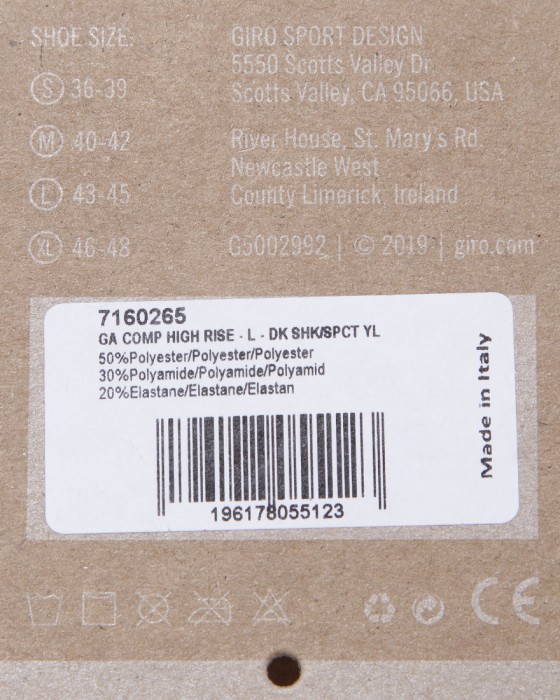 SHOE SIZE:
S 36-39
M 40-42
L 43-45
XL 46-48
GIRO SPORT DESIGN
5550 Scotts Valley Dr.
Scotts Valley, CA 95066, USA
River House, St. Mary's Rd.
Newcastle West
County Limerick, Ireland
G5002992 | © 2019 | giro.com
7160265
GA COMP HIGH RISE - L - DK SHK/SPCT YL
50%Polyester/Polyester/Polyester
30%Polyamide/Polyamide/Polyamid
20%Elastane/Elastane/Elastan
196178055123
Made in Italy
CE